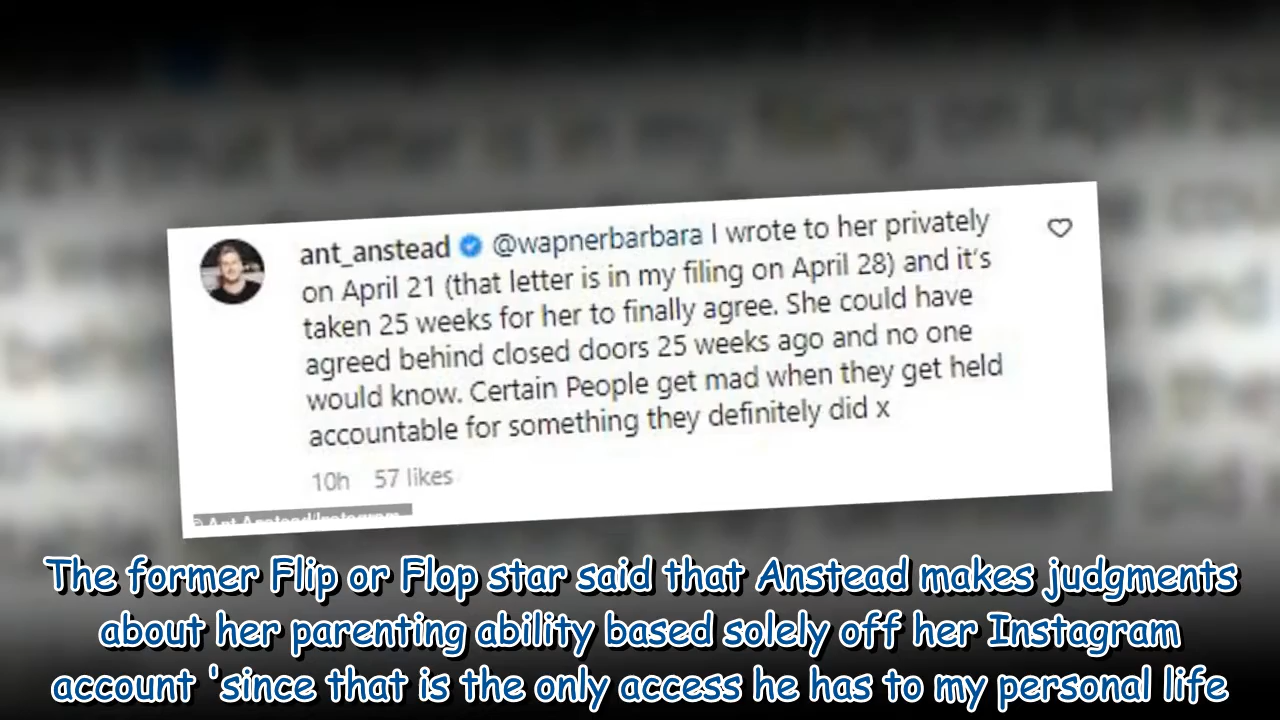 ant_anstead @wapnerbarbara I wrote to her privately
on April 21 (that letter is in my filing on April 28) and it's
taken 25 weeks for her to finally agree. She could have
agreed behind closed doors 25 weeks ago and no one
would know. Certain People get mad when they get held
accountable for something they definitely did x
10h 57 likes
© Ant Anstead/Instagram
The former Flip or Flop star said that Anstead makes judgments
about her parenting ability based solely off her Instagram
account 'since that is the only access he has to my personal life